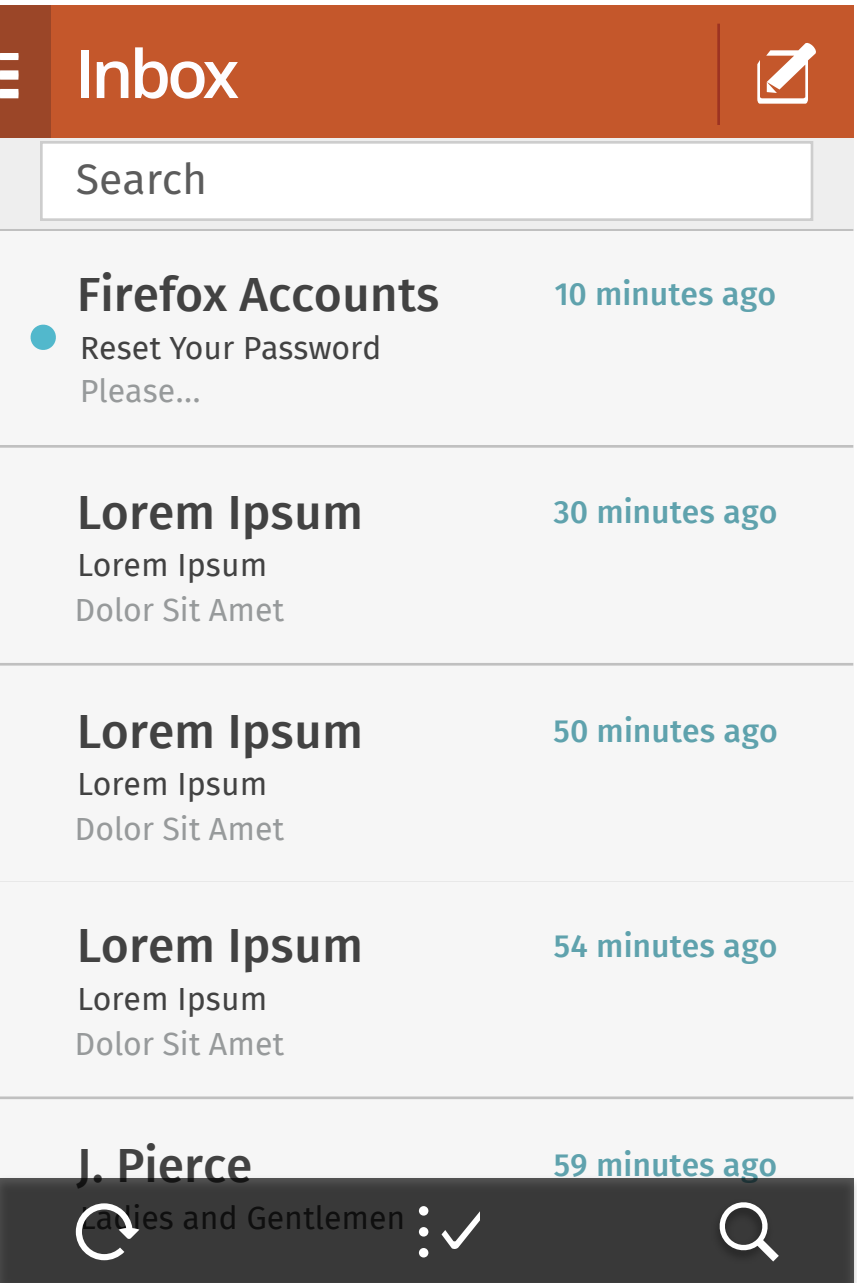 Inbox
Search
Firefox Accounts 10 minutes ago
Reset Your Password
Please...
Lorem Ipsum 30 minutes ago
Lorem Ipsum
Dolor Sit Amet
Lorem Ipsum 50 minutes ago
Lorem Ipsum
Dolor Sit Amet
Lorem Ipsum 54 minutes ago
Lorem Ipsum
Dolor Sit Amet
J. Pierce 59 minutes ago
Ladies and Gentlemen